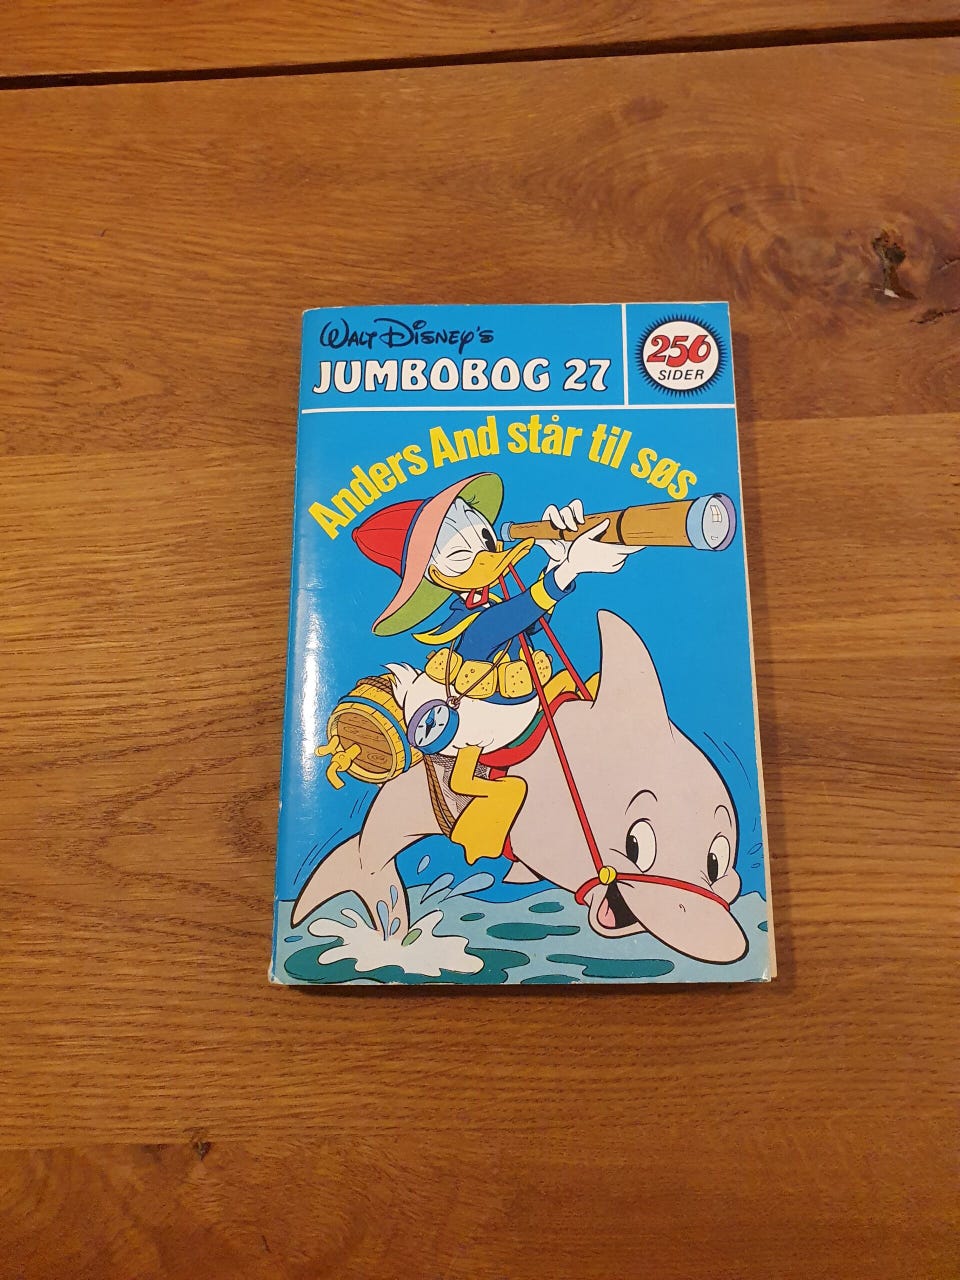 Walt Disney's
JUMBOBOG 27
256
SIDER
Anders And står til søs